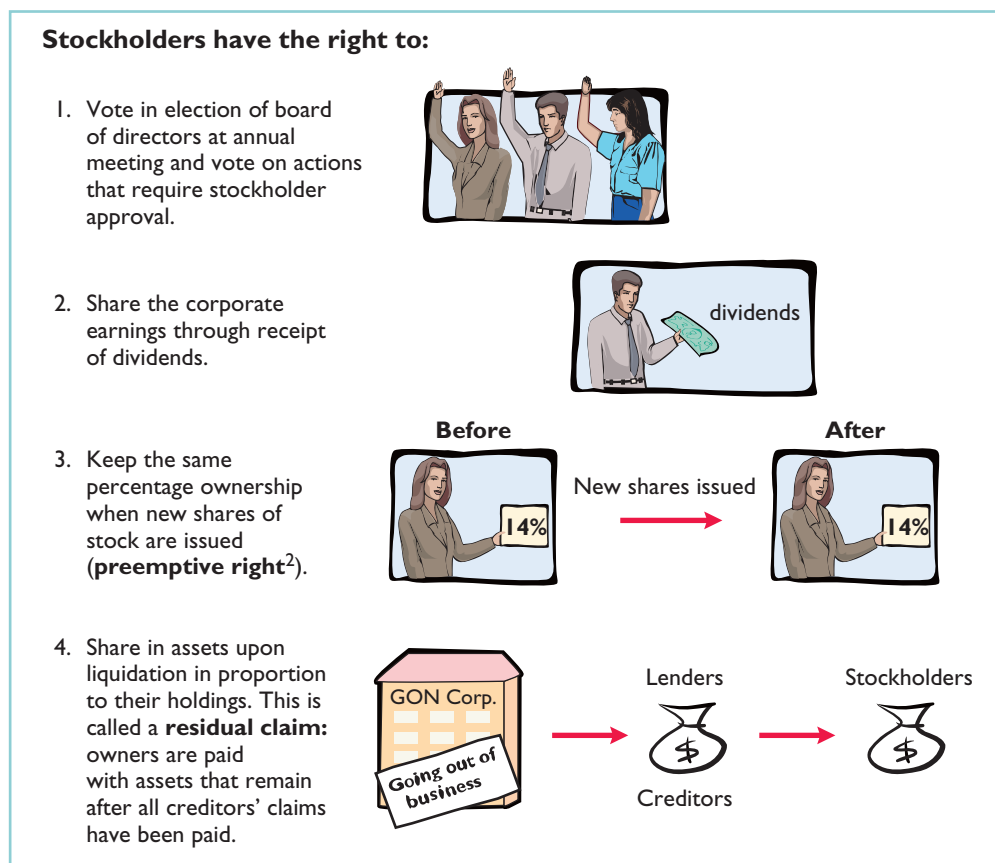 Stockholders have the right to:
1. Vote in election of board
of directors at annual
meeting and vote on actions
that require stockholder
approval.
2. Share the corporate
earnings through receipt
of dividends.
dividends
3. Keep the same
percentage ownership
when new shares of
stock are issued
(preemptive right²).
Before
14%
New shares issued
After
14%
4. Share in assets upon
liquidation in proportion
to their holdings. This is
called a residual claim:
owners are paid
with assets that remain
after all creditors’ claims
have been paid.
GON Corp.
Going out of
business
Lenders
$
Creditors
Stockholders
$